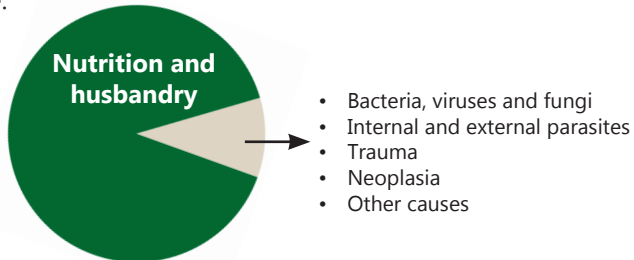 Nutrition and
husbandry
• Bacteria, viruses and fungi
• Internal and external parasites
• Trauma
• Neoplasia
• Other causes